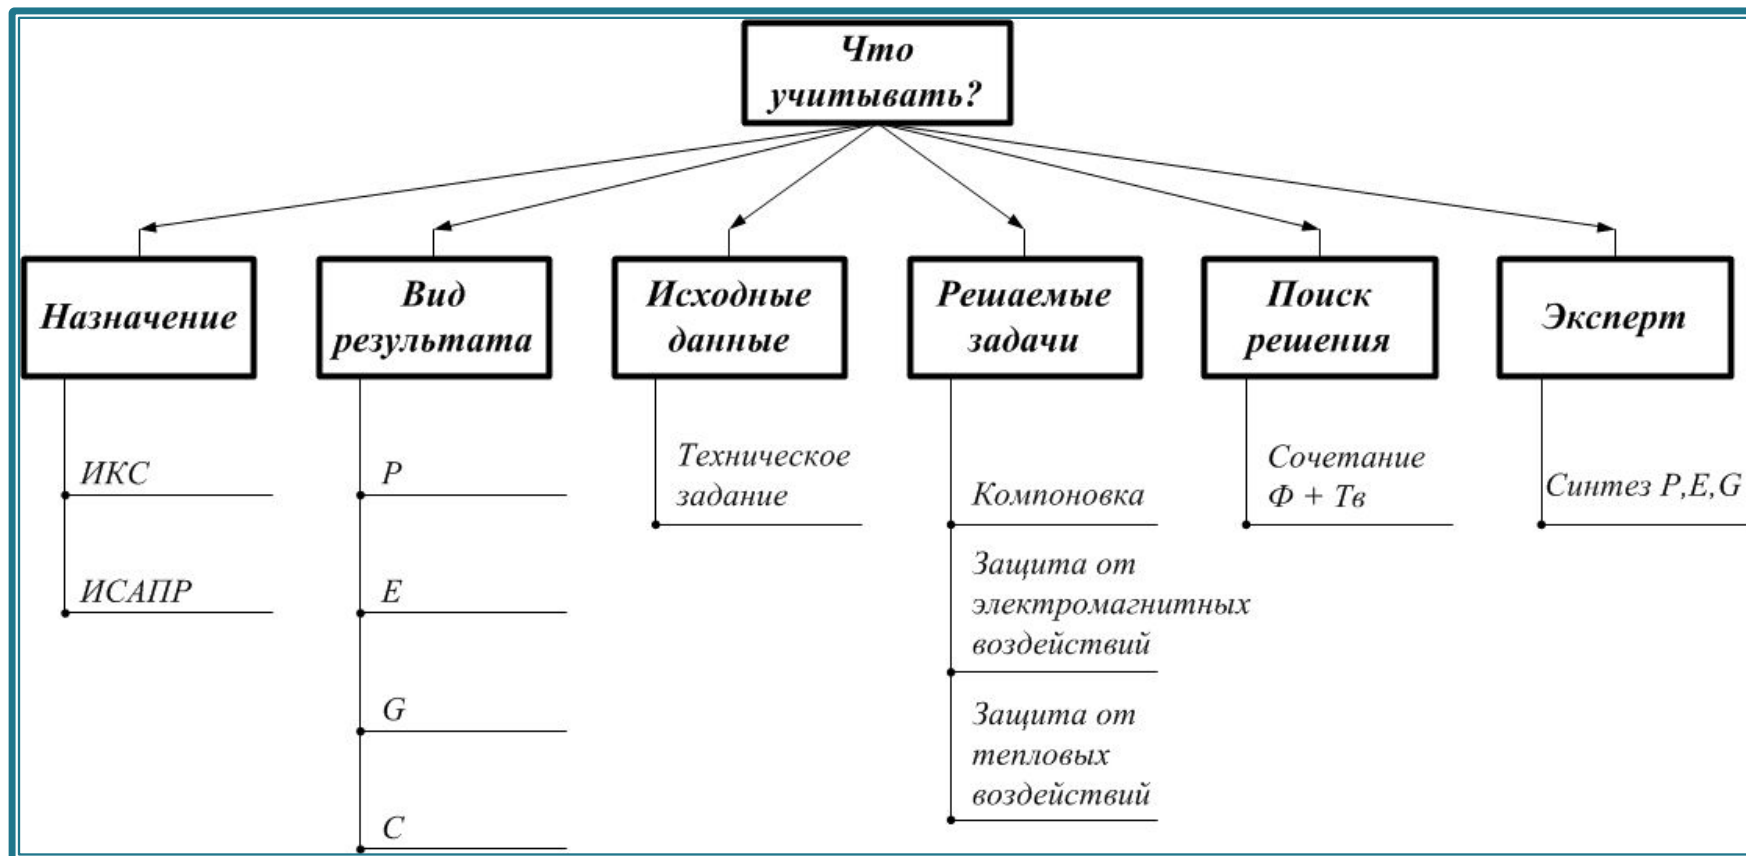 Что
учитывать?
Назначение
Вид
результата
Исходные
данные
Решаемые
задачи
Поиск
решения
Эксперт
ИКС
ИСАПР
P
E
G
C
Техническое
задание
Компоновка
Защита от
электромагнитных
воздействий
Защита от
тепловых
воздействий
Сочетание
Ф + Тв
Синтез P,E,G